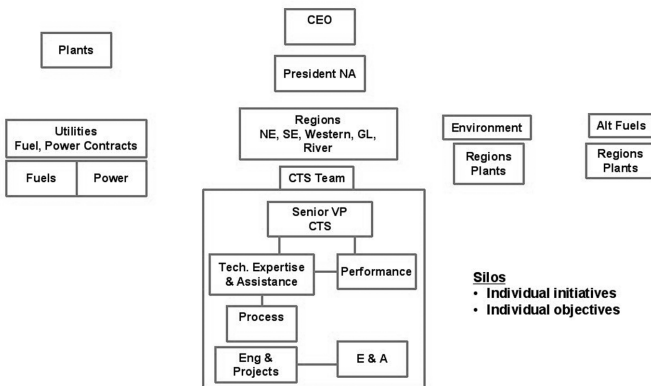 CEO
Plants
President NA
Utilities
Fuel, Power Contracts
Regions
NE, SE, Western, GL,
River
Environment
Alt Fuels
Fuels
Power
Regions
Plants
Regions
Plants
CTS Team
Senior VP
CTS
Tech. Expertise
& Assistance
Performance
Process
Eng &
Projects
E & A
Silos
• Individual initiatives
• Individual objectives